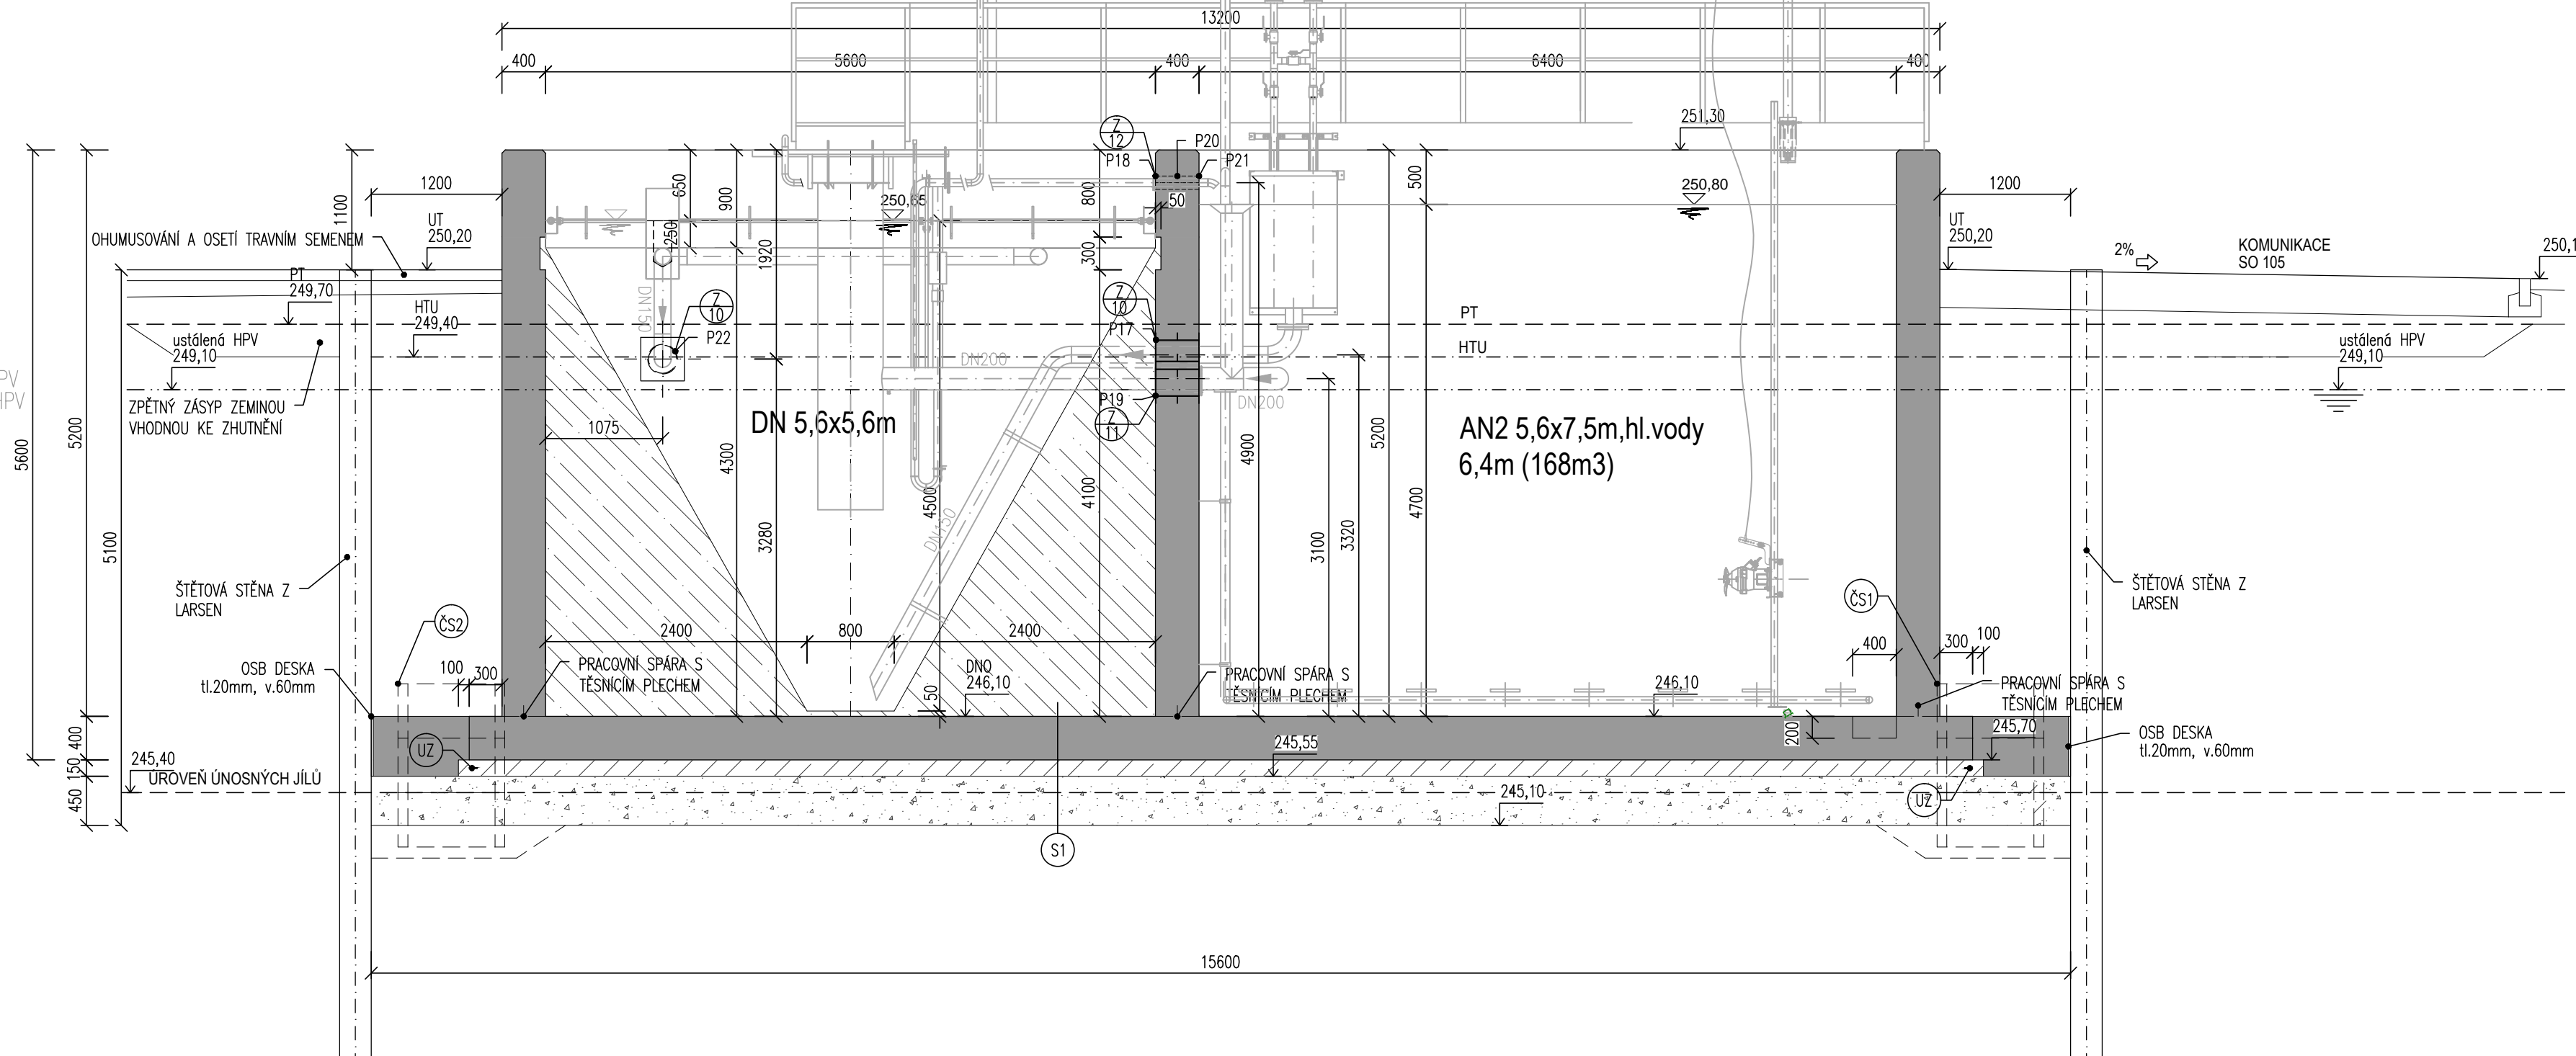 13200
400
5600
400
6400
400
251,30
Z
12
P20
P18
P21
1200
1100
650
900
800
50
500
250,80
250,65
1200
UT
250,20
UT
250,20
OHUMUSOVÁNÍ A OSETÍ TRAVNÍM SEMENEM
250
1920
300
2%
KOMUNIKACE
SO 105
PT
249,70
DN150
Z
10
P22
Z
10
P17
PT
HTU
249,40
HTU
ustálená HPV
249,10
ustálená HPV
249,10
DN200
DN200
HPV
ZPĚTNÝ ZÁSYP ZEMINOU
VHODNOU KE ZHUTNĚNÍ
P19
Z
11
5600
5200
5100
1075
DN 5,6x5,6m
AN2 5,6x7,5m,hl.vody
6,4m (168m3)
4300
3280
4500
4100
4900
3100
3320
5200
4700
DN150
ŠTĚTOVÁ STĚNA Z
LARSEN
ŠTĚTOVÁ STĚNA Z
LARSEN
ČS2
ČS1
2400
800
2400
400
300
100
OSB DESKA
tl.20mm, v.60mm
100
300
PRACOVNÍ SPÁRA S
TĚSNÍCÍM PLECHEM
DNO
246,10
50
PRACOVNÍ SPÁRA S
TĚSNÍCÍM PLECHEM
246,10
PRACOVNÍ SPÁRA S
TĚSNÍCÍM PLECHEM
200
245,70
OSB DESKA
tl.20mm, v.60mm
400
150
450
UZ
245,55
245,40
ÚROVEŇ ÚNOSNÝCH JÍLŮ
245,10
UZ
S1
15600